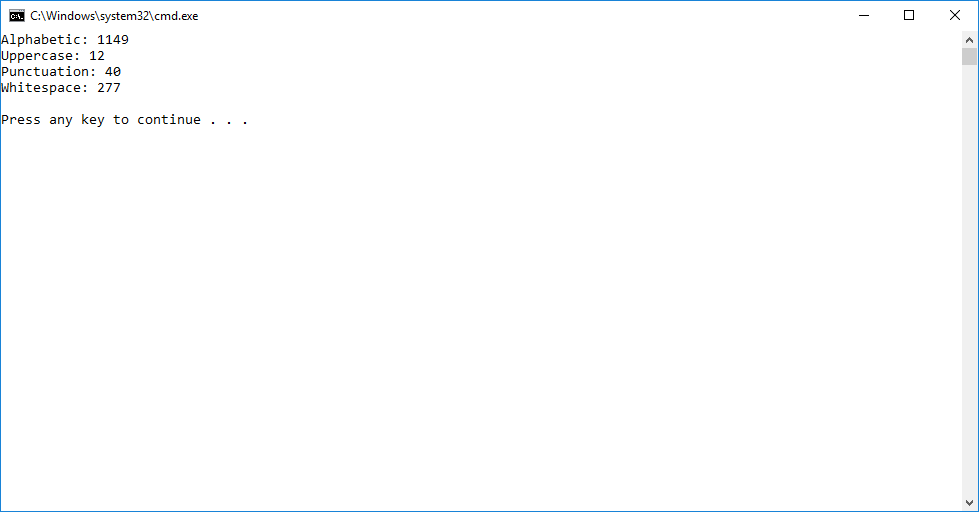 C:\Windows\system32\cmd.exe
Alphabetic: 1149
Uppercase: 12
Punctuation: 40
Whitespace: 277
Press any key to continue . . .